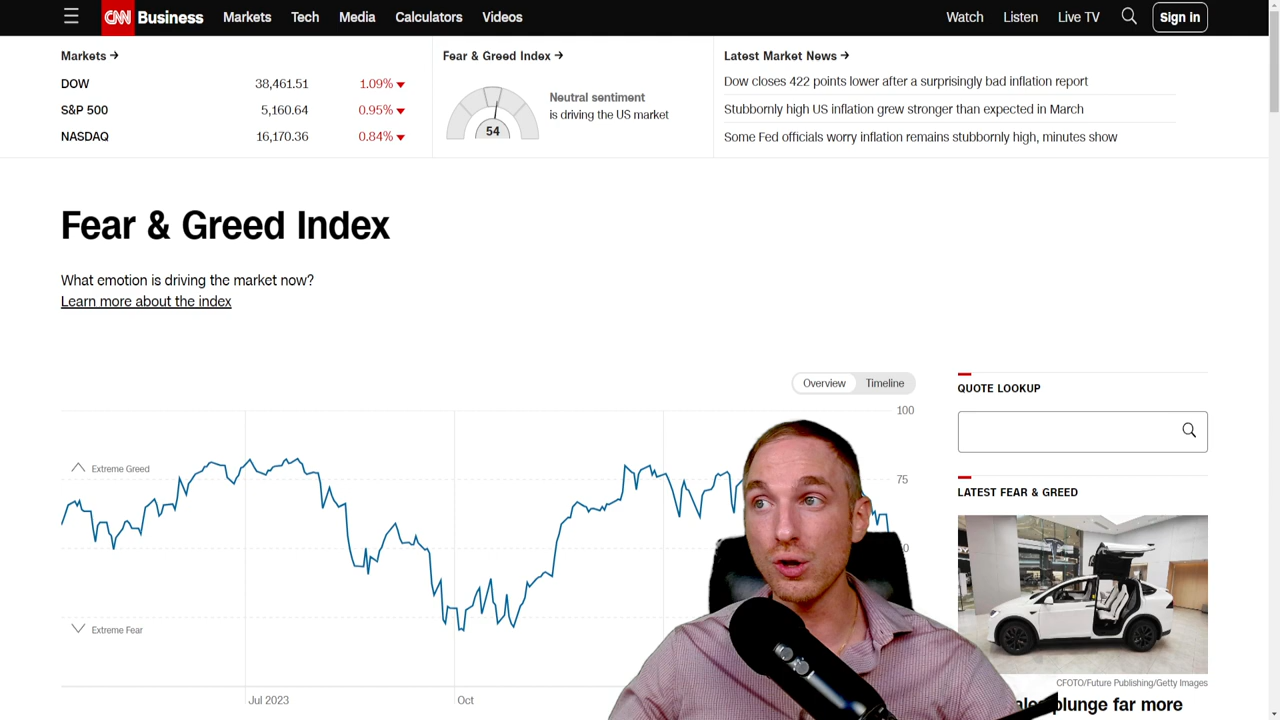 CNN Business Markets Tech Media Calculators Videos Watch Listen Live TV Sign in
Markets →
DOW 38,461.51 1.09% ▼
S&P 500 5,160.64 0.95% ▼
NASDAQ 16,170.36 0.84% ▼
Fear & Greed Index →
54
Neutral sentiment
is driving the US market
Latest Market News →
Dow closes 422 points lower after a surprisingly bad inflation report
Stubbornly high US inflation grew stronger than expected in March
Some Fed officials worry inflation remains stubbornly high, minutes show
Fear & Greed Index
What emotion is driving the market now?
Learn more about the index
Overview Timeline
100
Extreme Greed
75
Extreme Fear
Jul 2023
Oct
QUOTE LOOKUP
LATEST FEAR & GREED
CFOTO/Future Publishing/Getty Images
plunge far more